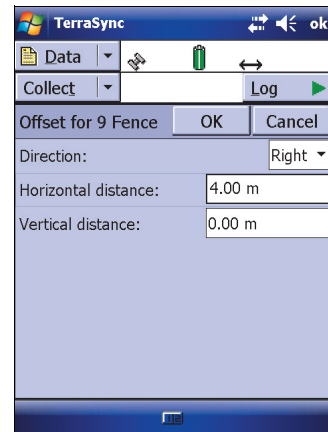 TerraSync ok
Data
Collect Log
Offset for 9 Fence OK Cancel
Direction: Right
Horizontal distance: 4.00 m
Vertical distance: 0.00 m